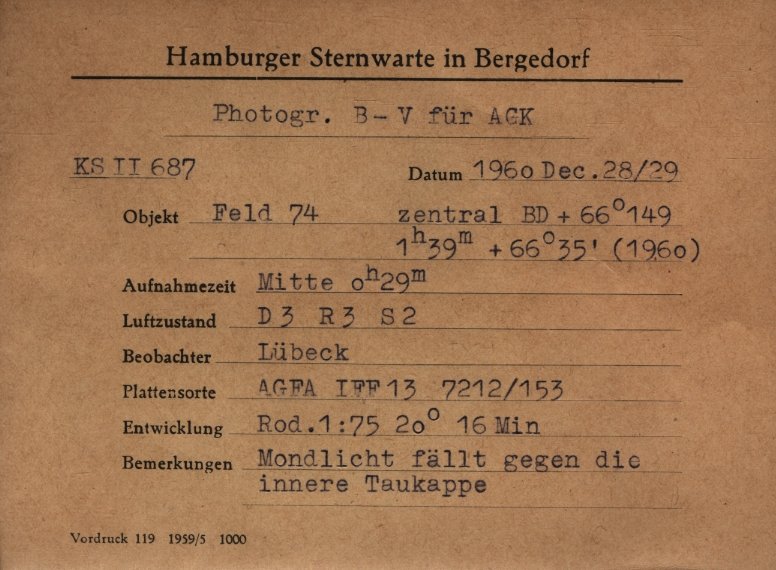 Hamburger Sternwarte in Bergedorf
Photogr. B-V für AGK
KS II 687 Datum 1960 Dec.28/29
Objekt Feld 74 zentral BD + 66°149
1h39m + 66°35' (1960)
Aufnahmezeit Mitte 0h29m
Luftzustand D3 R3 S2
Beobachter Lübeck
Plattensorte AGFA IFF13 7212/153
Entwicklung Rod.1:75 20° 16 Min
Bemerkungen Mondlicht fällt gegen die
innere Taukappe
Vordruck 119 1959/5 1000